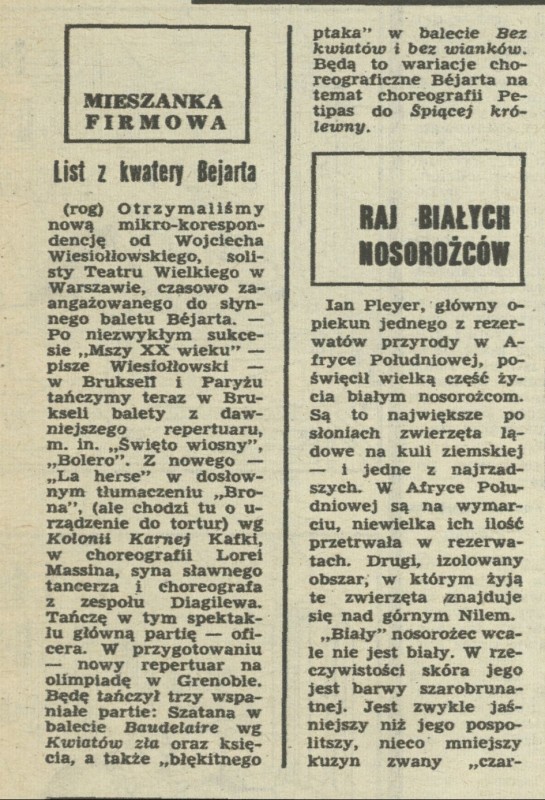 MIESZANKA
FIRMOWA
List z kwatery Bejarta
(rog) Otrzymaliśmy
nową mikro-korespon-
dencję od Wojciecha
Wiesiołłowskiego, soli-
sty Teatru Wielkiego w
Warszawie, czasowo za-
angażowanego do słyn-
nego baletu Béjarta. —
Po niezwykłym sukce-
sie „Mszy XX wieku” —
pisze Wiesiołłowski —
w Brukseli i Paryżu
tańczymy teraz w Bru-
kseli balety z daw-
niejszego repertuaru,
m. in. „Święto wiosny”,
„Bolero”. Z nowego —
„La herse” w dosłow-
nym tłumaczeniu „Bro-
na”, (ale chodzi tu o u-
rządzenie do tortur) wg
Kolonii Karnej Kafki,
w choreografii Lorei
Massina, syna sławnego
tancerza i choreografa
z zespołu Diagilewa.
Tańczę w tym spektak-
lu główną partię — ofi-
cera. W przygotowaniu
— nowy repertuar na
olimpiadę w Grenoble.
Będę tańczył trzy wspa-
niałe partie: Szatana w
balecie Baudelaire wg
Kwiatów zła oraz księ-
cia, a także „błękitnego
ptaka” w balecie Bez
kwiatów i bez wianków.
Będą to wariacje cho-
reograficzne Béjarta na
temat choreografii Pe-
tipas do Śpiącej kró-
lewny.
RAJ BIAŁYCH
NOSOROŻCÓW
Ian Pleyer, główny o-
piekun jednego z rezer-
watów przyrody w A-
fryce Południowej, po-
święcił wielką część ży-
cia białym nosorożcom.
Są to największe po
słoniach zwierzęta lą-
dowe na kuli ziemskiej
— i jedne z najrzad-
szych. W Afryce Połu-
dniowej są na wymar-
ciu, niewielka ich ilość
przetrwała w rezerwa-
tach. Drugi, izolowany
obszar, w którym żyją
te zwierzęta znajduje
się nad górnym Nilem.
„Biały” nosorożec wca-
le nie jest biały. W rze-
czywistości skóra jego
jest barwy szarobruna-
tnej. Jest zwykle jaś-
niejszy niż jego pospo-
litszy, nieco mniejszy
kuzyn zwany „czar-